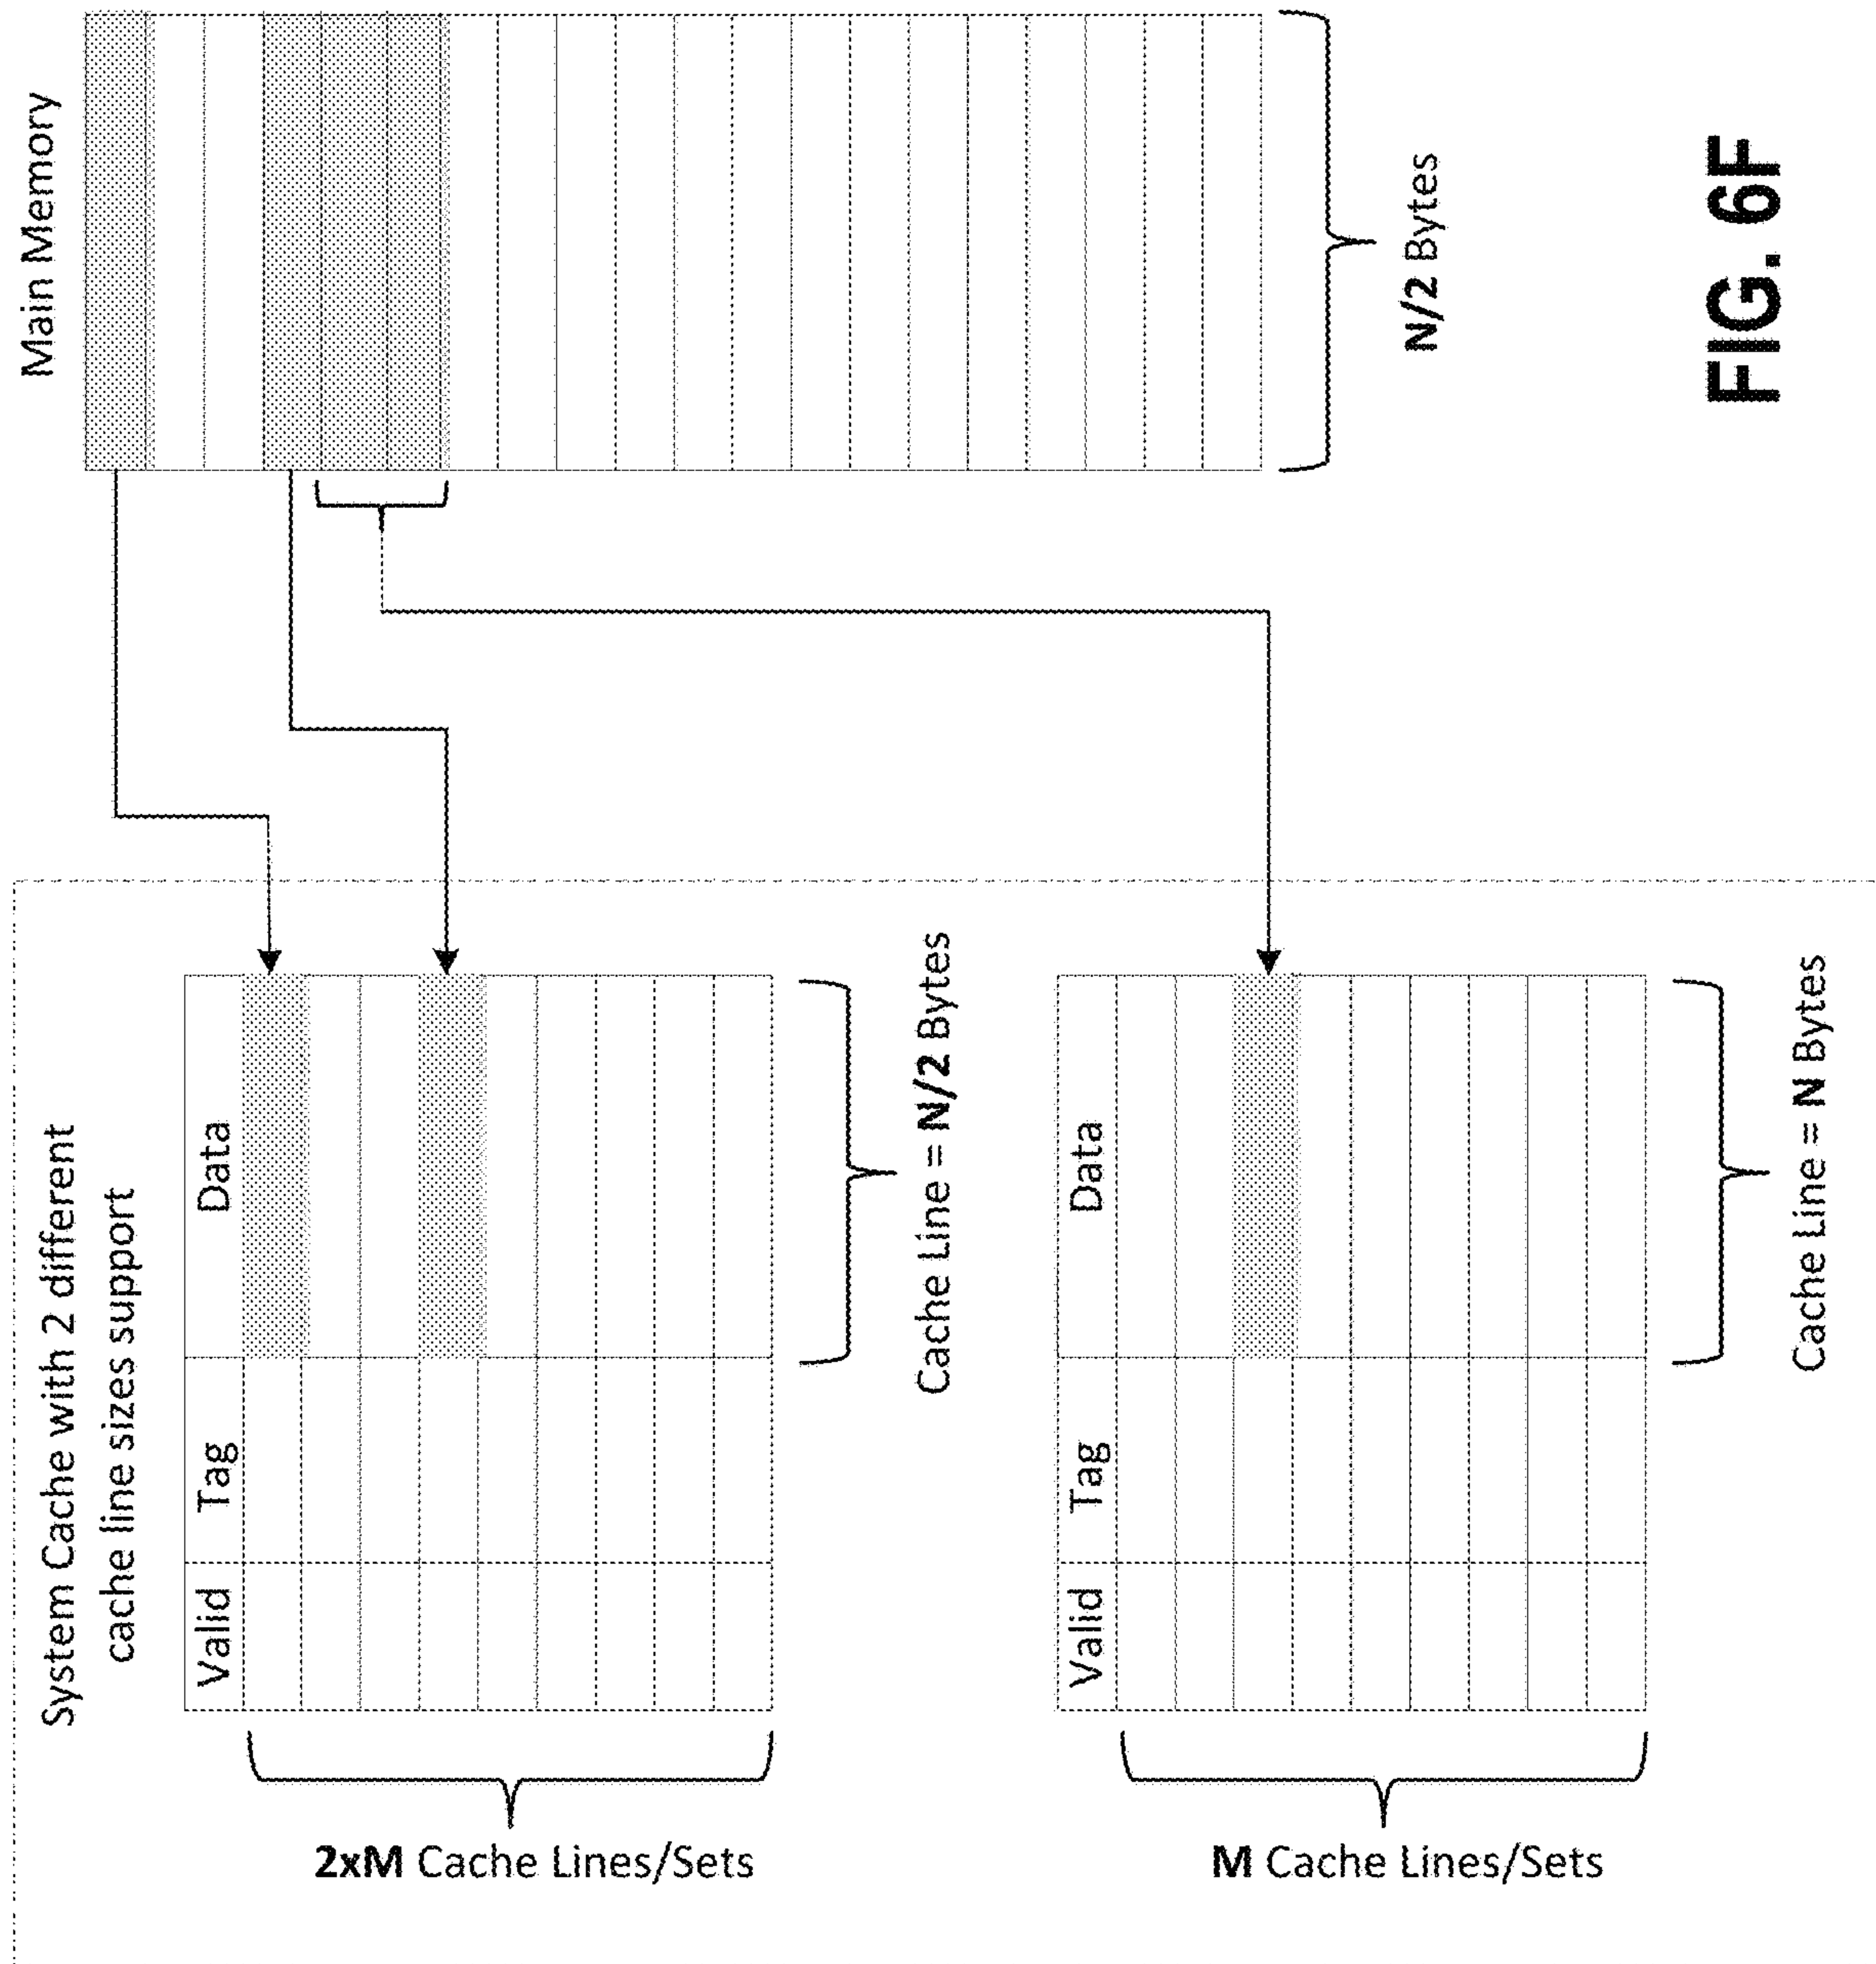 System Cache with 2 different
cache line sizes support
Main Memory
Valid Tag Data
2xM Cache Lines/Sets
Cache Line = N/2 Bytes
Valid Tag Data
M Cache Lines/Sets
Cache Line = N Bytes
N/2 Bytes
FIG. 6F